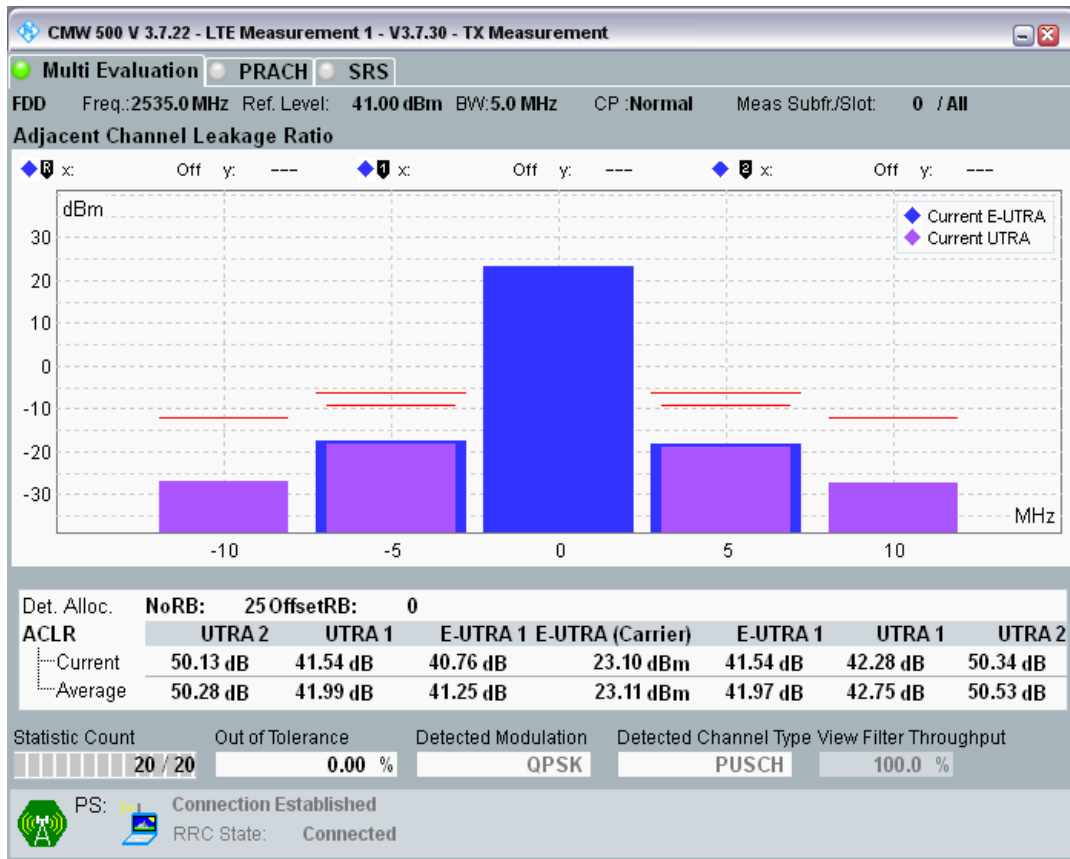 CMW 500 V 3.7.22 - LTE Measurement 1 - V3.7.30 - TX Measurement
Multi Evaluation PRACH SRS
FDD Freq.:2535.0 MHz Ref. Level: 41.00 dBm BW:5.0 MHz CP :Normal Meas Subfr./Slot: 0 / All
Adjacent Channel Leakage Ratio
R x: Off y: --- 1 x: Off y: --- 2 x: Off y: ---
dBm
Current E-UTRA
Current UTRA
30
20
10
0
-10
-20
-30
MHz
-10 -5 0 5 10
Det. Alloc. NoRB: 25 OffsetRB: 0
ACLR UTRA 2 UTRA 1 E-UTRA 1 E-UTRA (Carrier) E-UTRA 1 UTRA 1 UTRA 2
Current 50.13 dB 41.54 dB 40.76 dB 23.10 dBm 41.54 dB 42.28 dB 50.34 dB
Average 50.28 dB 41.99 dB 41.25 dB 23.11 dBm 41.97 dB 42.75 dB 50.53 dB
Statistic Count Out of Tolerance Detected Modulation Detected Channel Type View Filter Throughput
20 / 20 0.00 % QPSK PUSCH 100.0 %
PS: Connection Established
RRC State: Connected